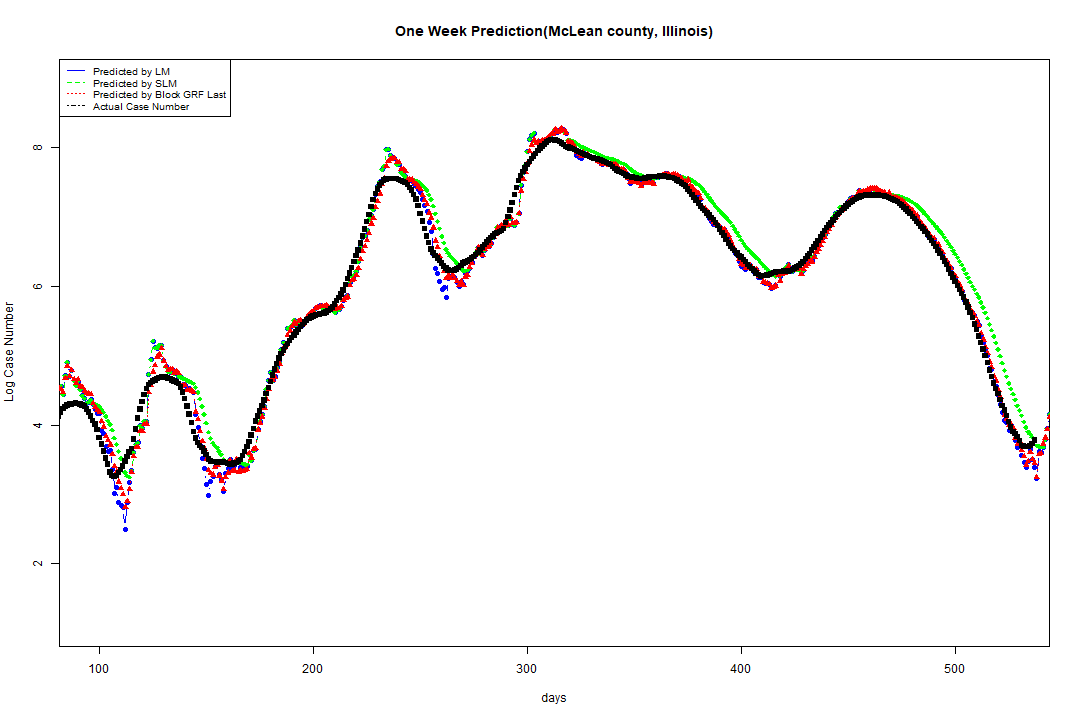 One Week Prediction(McLean county, Illinois)
Predicted by LM
Predicted by SLM
Predicted by Block GRF Last
Actual Case Number
8
6
4
2
Log Case Number
100 200 300 400 500
days